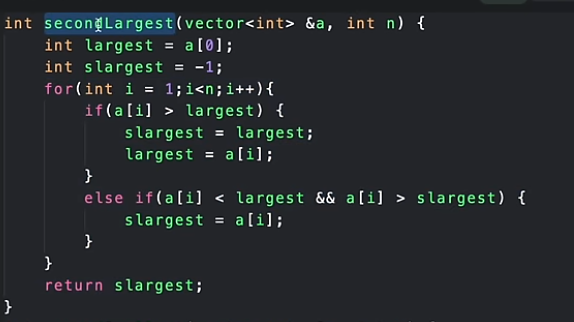 int secondLargest(vector<int> &a, int n) {
    int largest = a[0];
    int slargest = -1;
    for(int i = 1;i<n;i++){
        if(a[i] > largest) {
            slargest = largest;
            largest = a[i];
        }
        else if(a[i] < largest && a[i] > slargest) {
            slargest = a[i];
        }
    }
    return slargest;
}